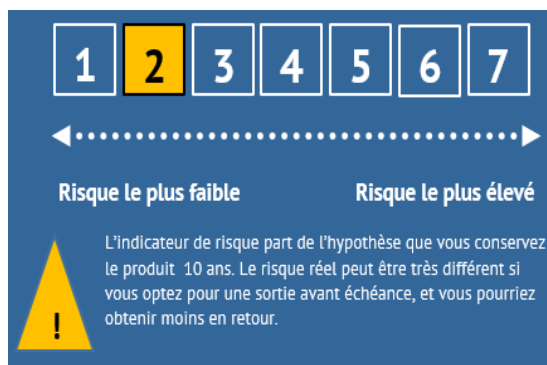 1 2 3 4 5 6 7
Risque le plus faible Risque le plus élevé
L'indicateur de risque part de l'hypothèse que vous conservez
le produit 10 ans. Le risque réel peut être très différent si
vous optez pour une sortie avant échéance, et vous pourriez
obtenir moins en retour.
!